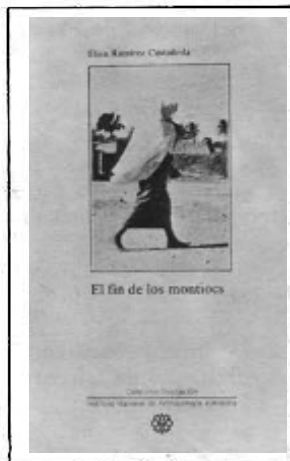 Elisa Ramírez Castañeda
El fin de los montiocs
Instituto Nacional de Antropología e Historia